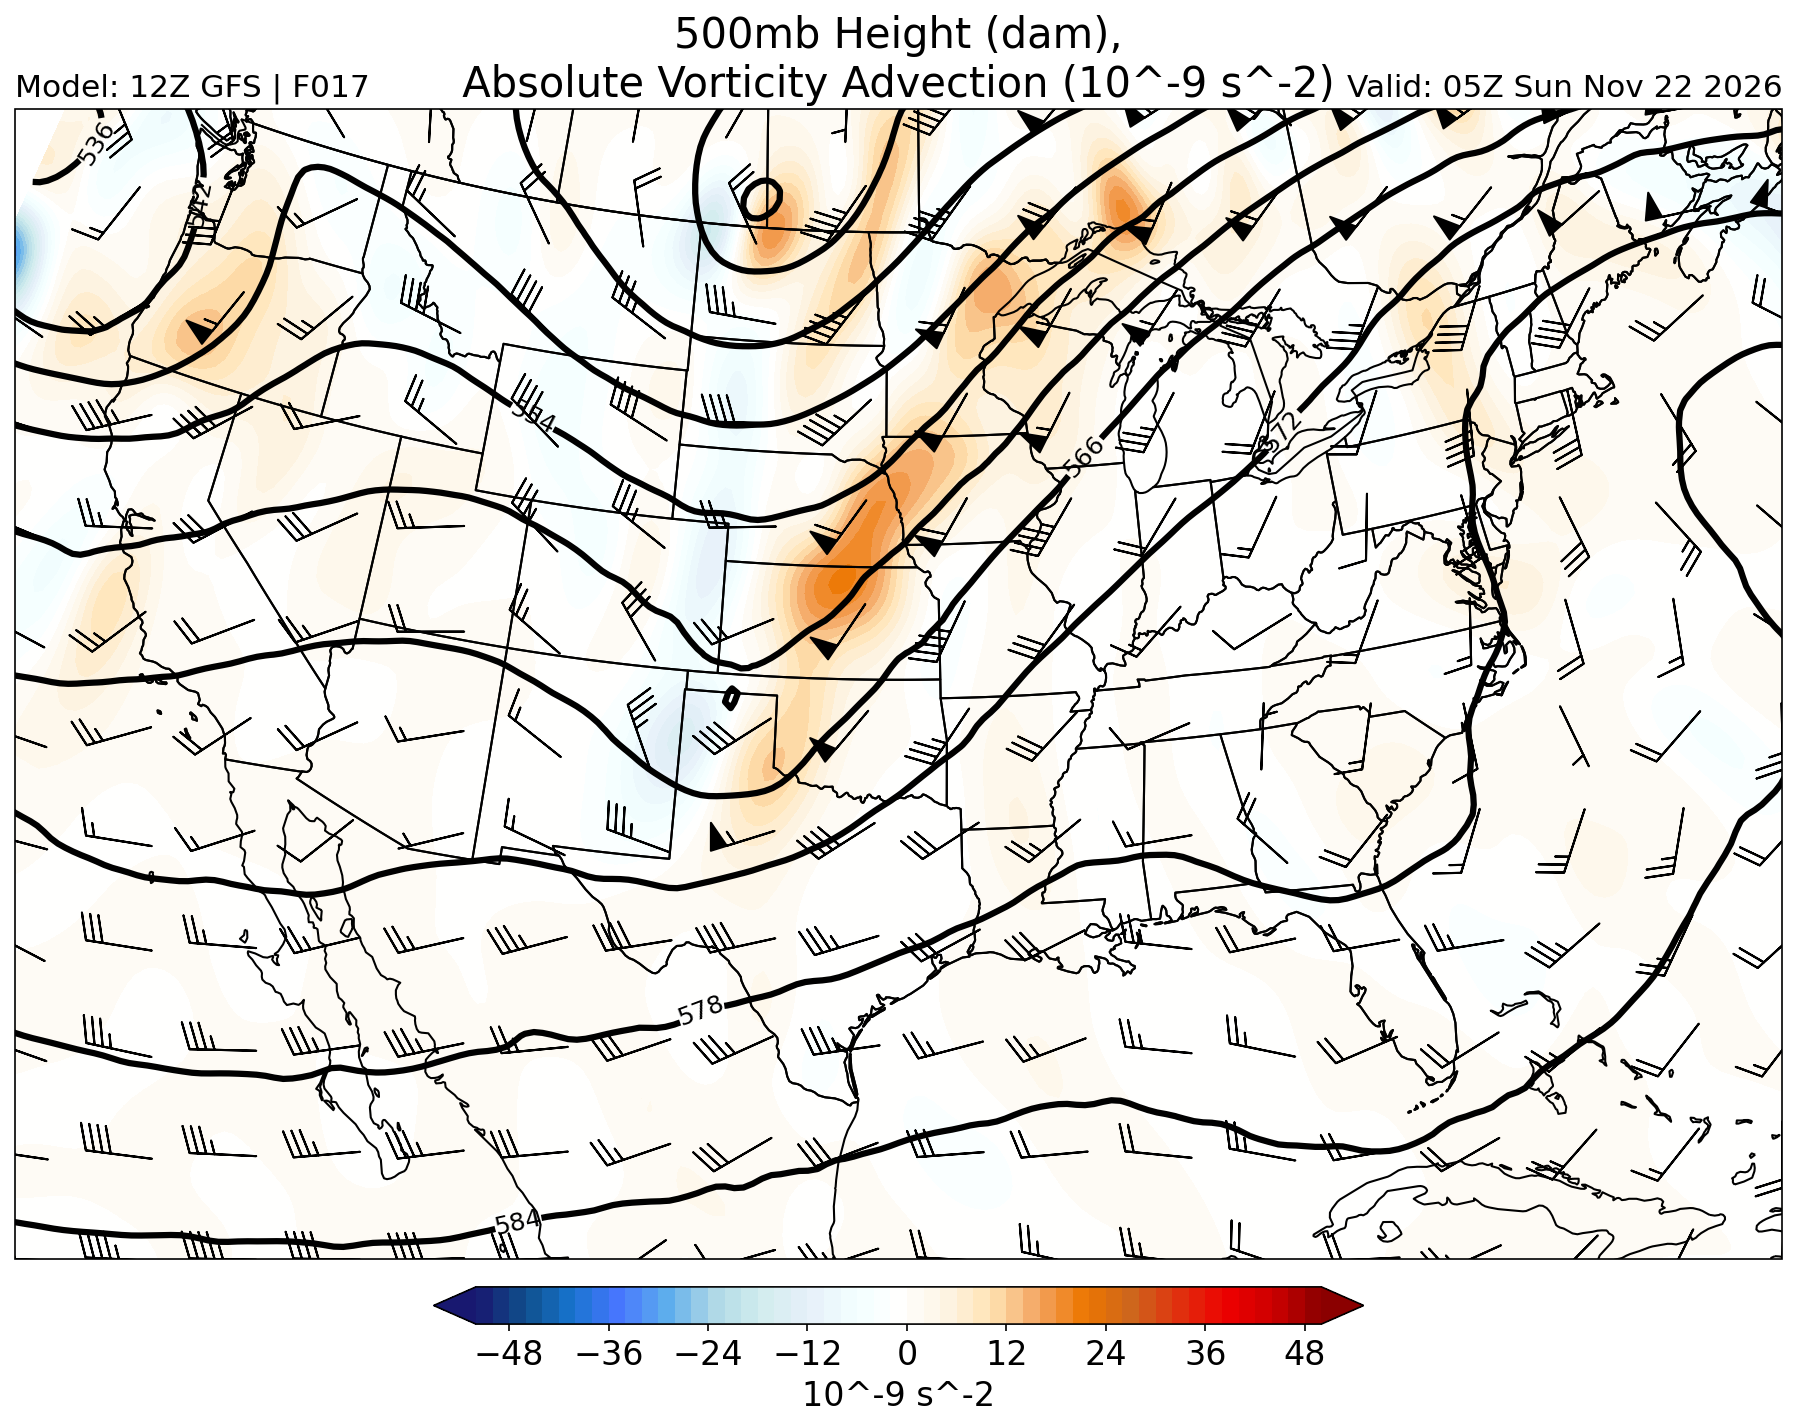 500mb Height (dam),
Model: 12Z GFS | F017
Absolute Vorticity Advection (10^-9 s^-2)
Valid: 05Z Sun Nov 22 2026
536
542
554
566
572
578
584
−48 −36 −24 −12 0 12 24 36 48
10^-9 s^-2